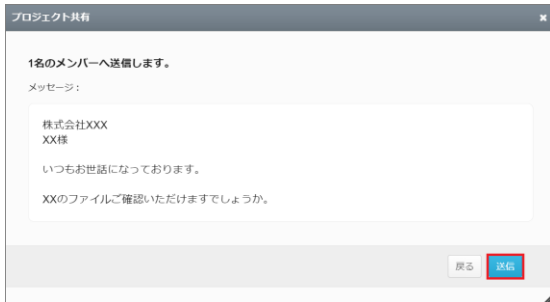 プロジェクト共有
1名のメンバーへ送信します。
メッセージ：
株式会社XXX
XX様
いつもお世話になっております。
XXのファイルご確認いただけますでしょうか。
戻る
送信